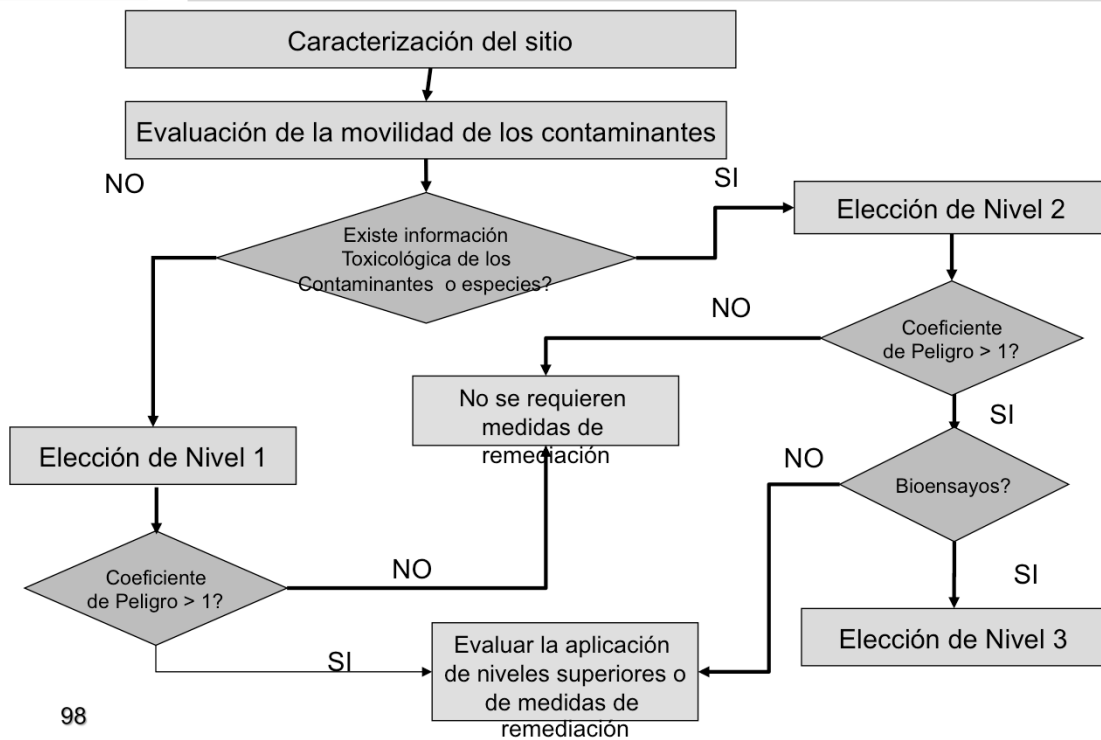 Caracterización del sitio
Evaluación de la movilidad de los contaminantes
NO
SI
Existe información
Toxicológica de los
Contaminantes o especies?
Elección de Nivel 2
NO
Coeficiente
de Peligro > 1?
No se requieren
medidas de
remediación
SI
Elección de Nivel 1
NO
Bioensayos?
Coeficiente
de Peligro > 1?
NO
SI
Elección de Nivel 3
SI
Evaluar la aplicación
de niveles superiores o
de medidas de
remediación
98